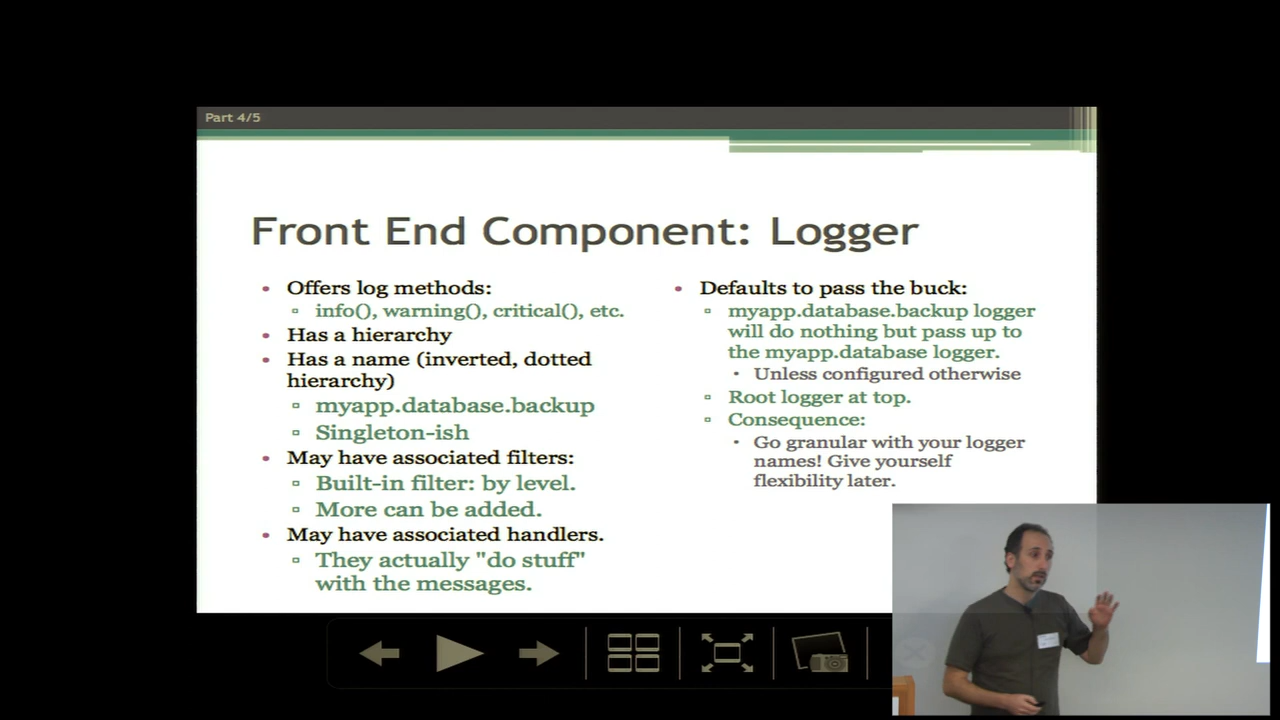 Part 4/5
Front End Component: Logger
Offers log methods:
info(), warning(), critical(), etc.
Has a hierarchy
Has a name (inverted, dotted
hierarchy)
myapp.database.backup
Singleton-ish
May have associated filters:
Built-in filter: by level.
More can be added.
May have associated handlers.
They actually "do stuff"
with the messages.
Defaults to pass the buck:
myapp.database.backup logger
will do nothing but pass up to
the myapp.database logger.
Unless configured otherwise
Root logger at top.
Consequence:
Go granular with your logger
names! Give yourself
flexibility later.